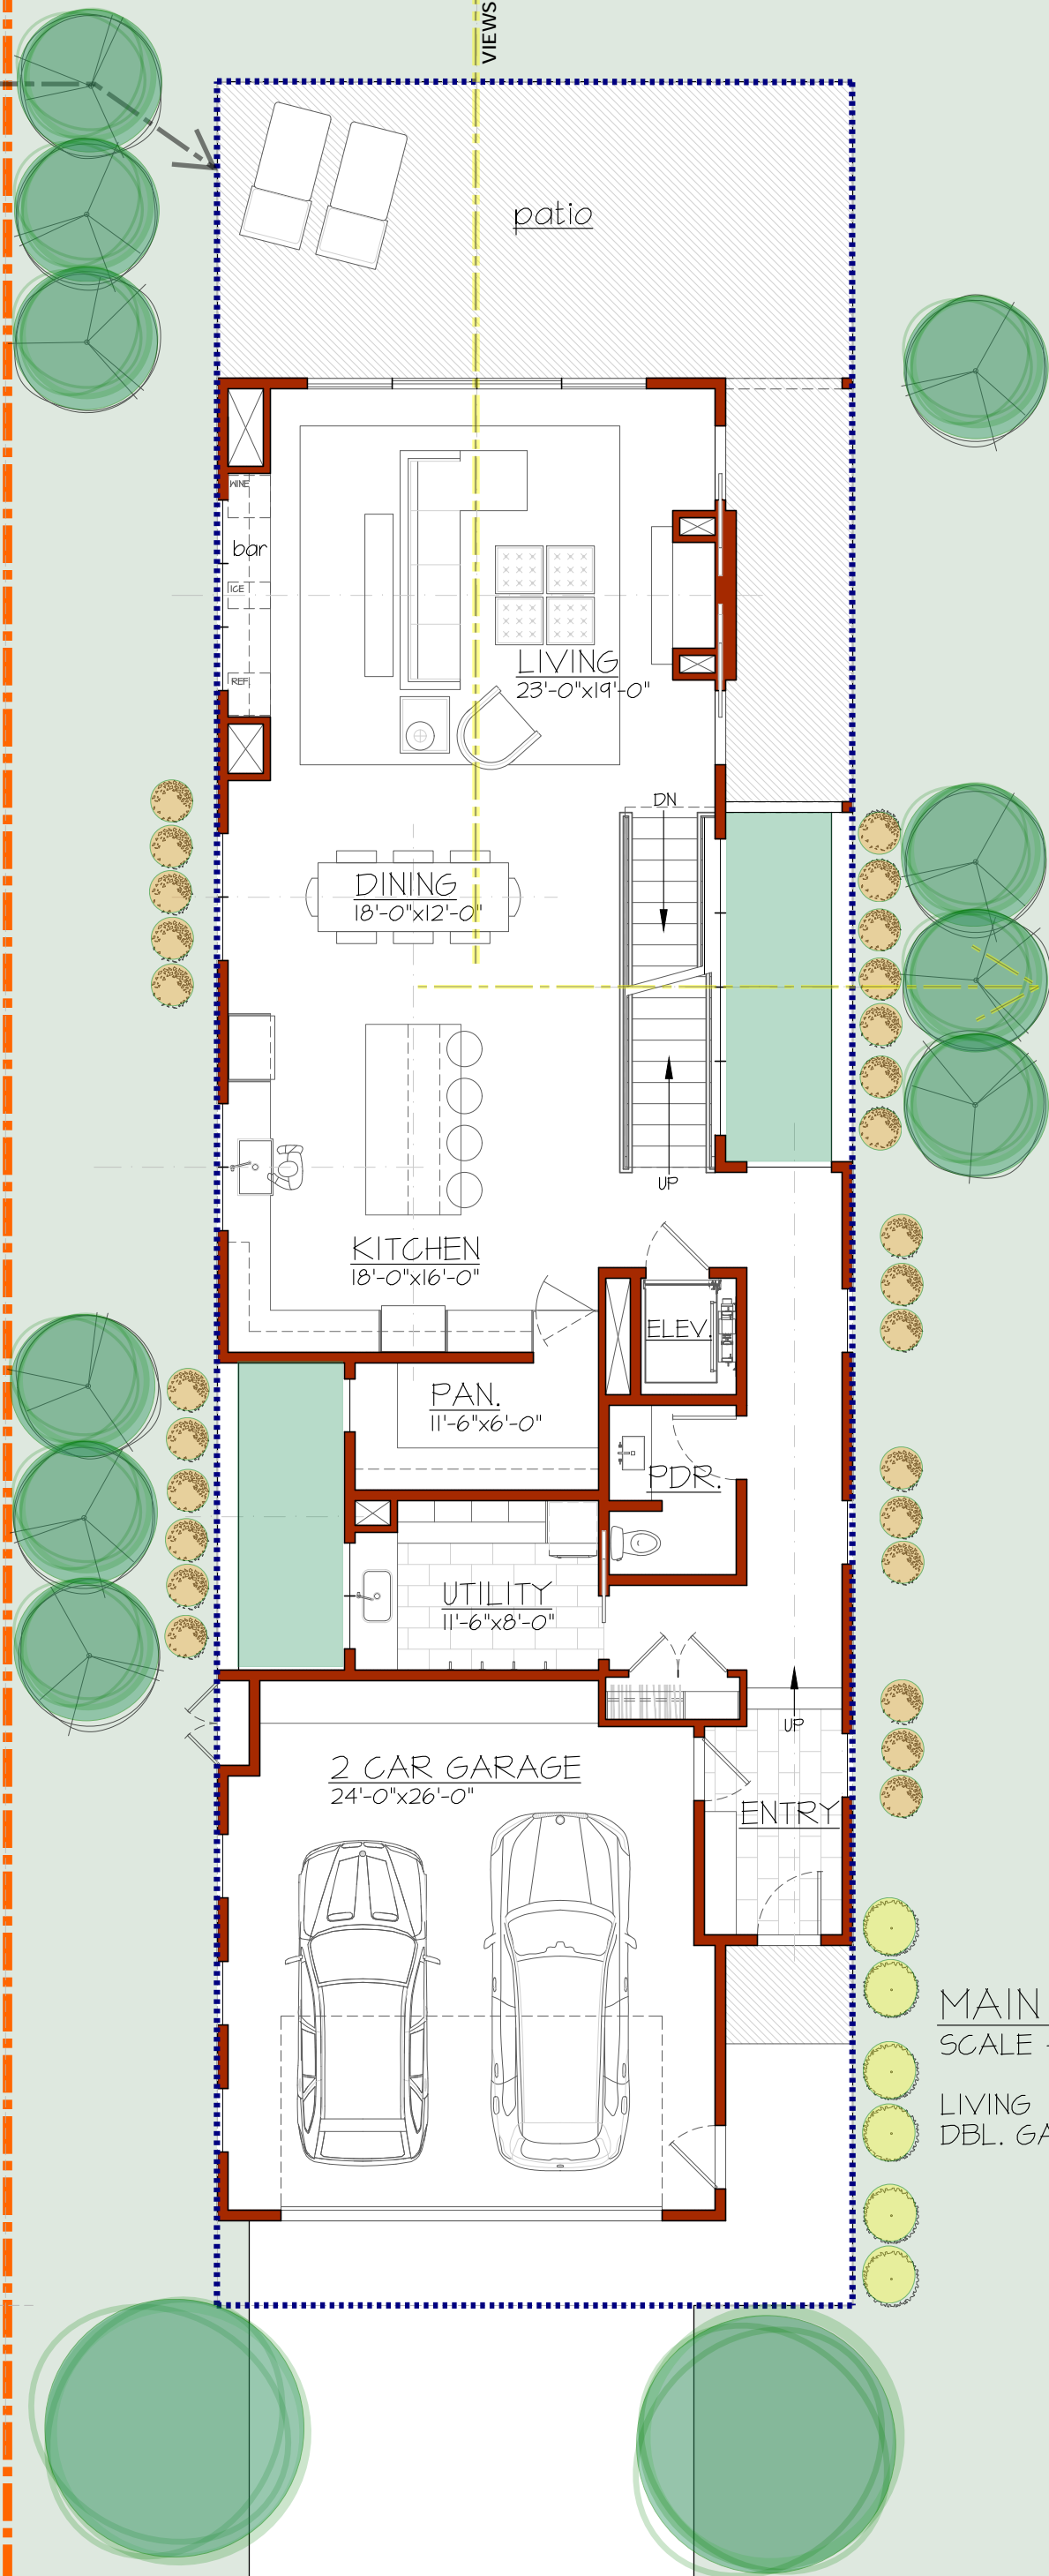 VIEWS
patio
WINE
bar
ICE
REF
LIVING
23'-0"x19'-0"
DN
DINING
18'-0"x12'-0"
UP
KITCHEN
18'-0"x16'-0"
ELEV.
PAN.
11'-6"x6'-0"
PDR.
UTILITY
11'-6"x8'-0"
UP
2 CAR GARAGE
24'-0"x26'-0"
ENTRY
MAIN
SCALE -
LIVING
DBL. GA